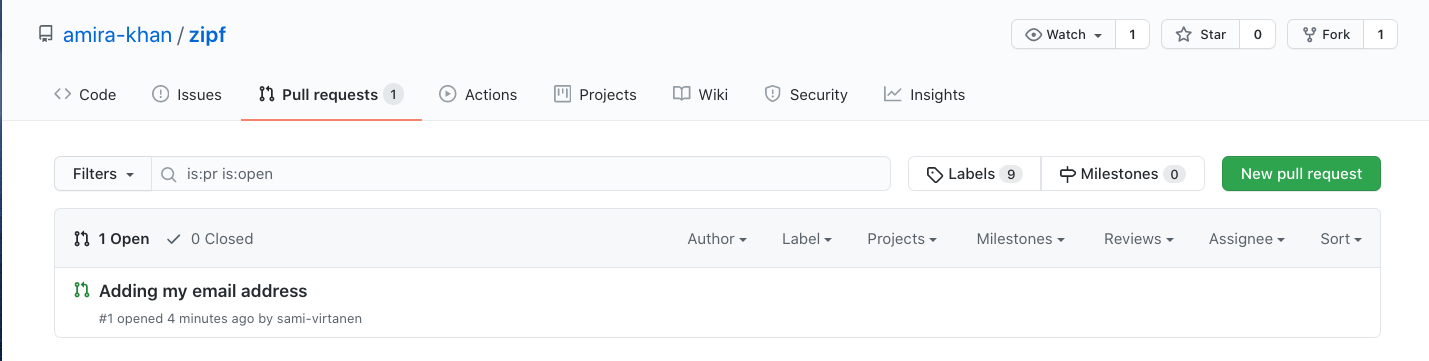 amira-khan / zipf Watch 1 Star 0 Fork 1
Code Issues Pull requests 1 Actions Projects Wiki Security Insights
Filters is:pr is:open Labels 9 Milestones 0 New pull request
1 Open 0 Closed Author Label Projects Milestones Reviews Assignee Sort
Adding my email address
#1 opened 4 minutes ago by sami-virtanen